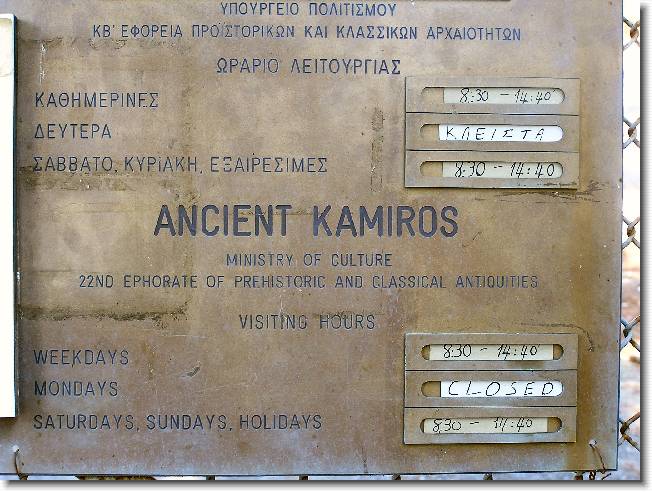 ΥΠΟΥΡΓΕΙΟ ΠΟΛΙΤΙΣΜΟΥ
ΚΒ' ΕΦΟΡΕΙΑ ΠΡΟΪΣΤΟΡΙΚΩΝ ΚΑΙ ΚΛΑΣΣΙΚΩΝ ΑΡΧΑΙΟΤΗΤΩΝ
ΩΡΑΡΙΟ ΛΕΙΤΟΥΡΓΙΑΣ
ΚΑΘΗΜΕΡΙΝΕΣ 8:30 - 14:40
ΔΕΥΤΕΡΑ ΚΛΕΙΣΤΑ
ΣΑΒΒΑΤΟ, ΚΥΡΙΑΚΗ, ΕΞΑΙΡΕΣΙΜΕΣ 8:30 - 14:40
ANCIENT KAMIROS
MINISTRY OF CULTURE
22ND EPHORATE OF PREHISTORIC AND CLASSICAL ANTIQUITIES
VISITING HOURS
WEEKDAYS 8:30 - 14:40
MONDAYS CLOSED
SATURDAYS, SUNDAYS, HOLIDAYS 8:30 - 14:40